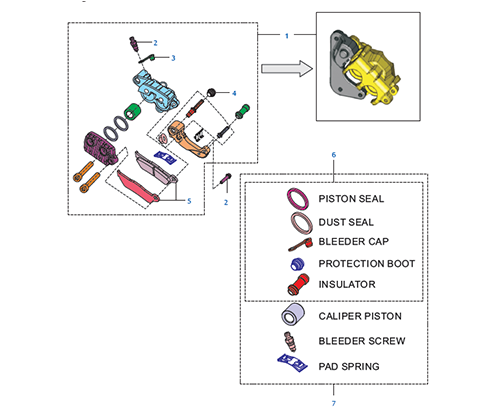 2
1
3
4
6
5
2
PISTON SEAL
DUST SEAL
BLEEDER CAP
PROTECTION BOOT
INSULATOR
CALIPER PISTON
BLEEDER SCREW
PAD SPRING
7